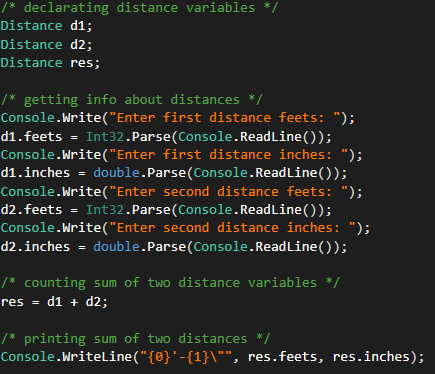 /* declarating distance variables */
Distance d1;
Distance d2;
Distance res;
/* getting info about distances */
Console.Write("Enter first distance feets: ");
d1.feets = Int32.Parse(Console.ReadLine());
Console.Write("Enter first distance inches: ");
d1.inches = double.Parse(Console.ReadLine());
Console.Write("Enter second distance feets: ");
d2.feets = Int32.Parse(Console.ReadLine());
Console.Write("Enter second distance inches: ");
d2.inches = double.Parse(Console.ReadLine());
/* counting sum of two distance variables */
res = d1 + d2;
/* printing sum of two distances */
Console.WriteLine("{0}'-{1}\"", res.feets, res.inches);